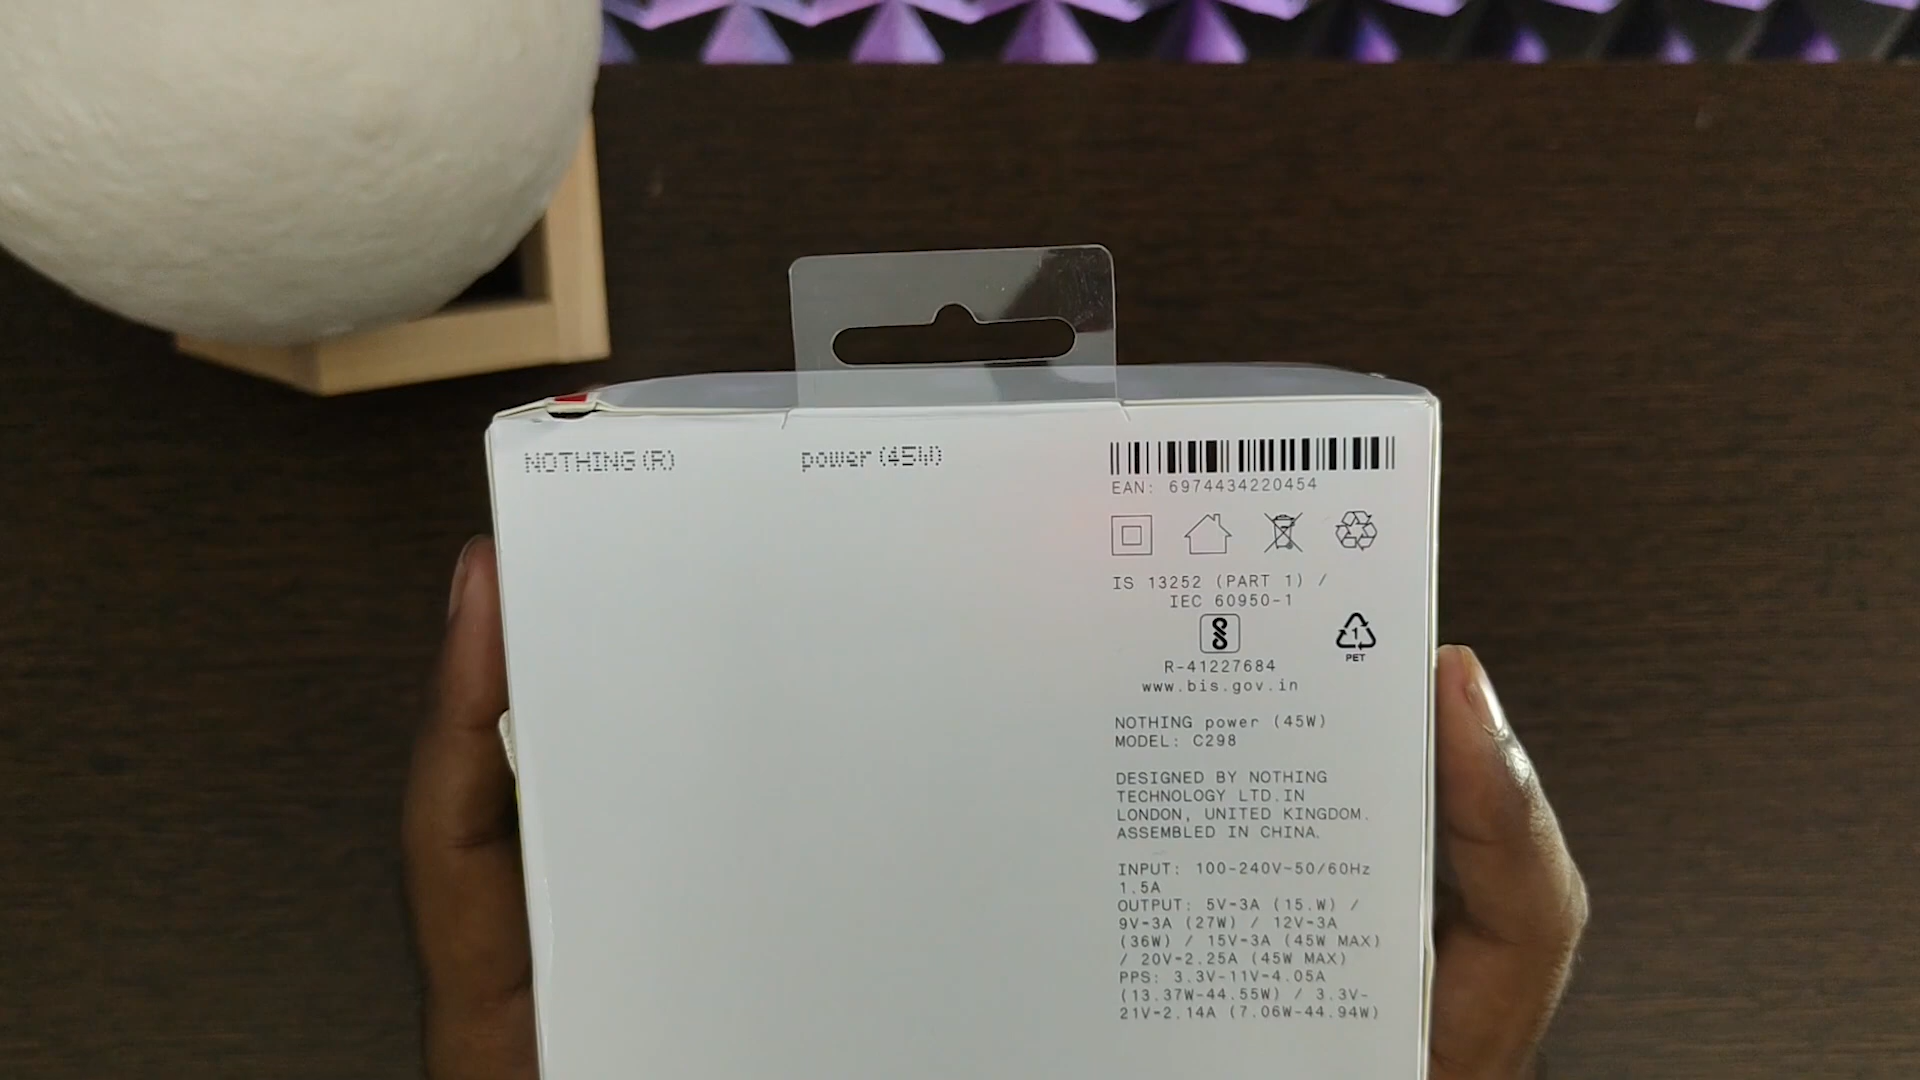 NOTHING(R)
power(45W)
EAN: 6974434220454
IS 13252 (PART 1) /
IEC 60950-1
R-41227684
www.bis.gov.in
1
PET
NOTHING power (45W)
MODEL: C298
DESIGNED BY NOTHING
TECHNOLOGY LTD.IN
LONDON, UNITED KINGDOM.
ASSEMBLED IN CHINA.
INPUT: 100-240V-50/60Hz
1.5A
OUTPUT: 5V-3A (15.W) /
9V-3A (27W) / 12V-3A
(36W) / 15V-3A (45W MAX)
/ 20V-2.25A (45W MAX)
PPS: 3.3V-11V-4.05A
(13.37W-44.55W) / 3.3V-
21V-2.14A (7.06W-44.94W)